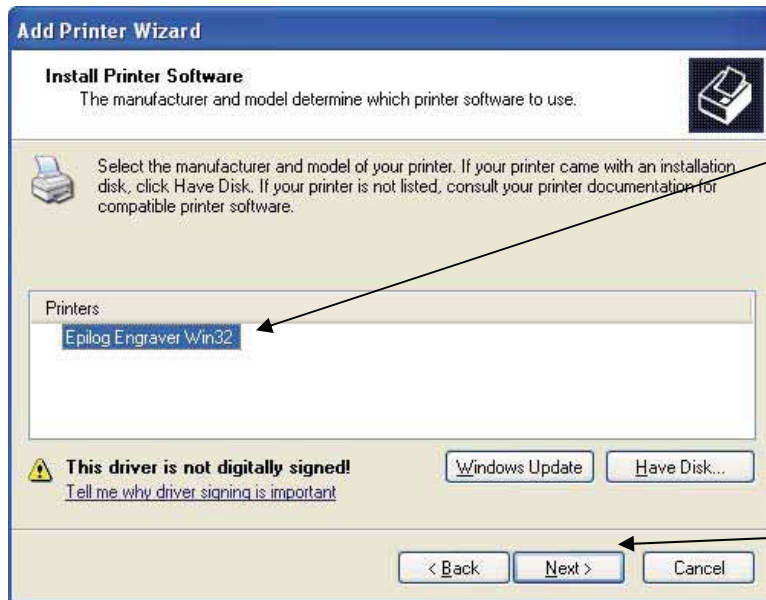 Add Printer Wizard
Install Printer Software
The manufacturer and model determine which printer software to use.
Select the manufacturer and model of your printer. If your printer came with an installation
disk, click Have Disk. If your printer is not listed, consult your printer documentation for
compatible printer software.
Printers
Epilog Engraver Win32
This driver is not digitally signed!
Tell me why driver signing is important
Windows Update
Have Disk...
< Back
Next >
Cancel